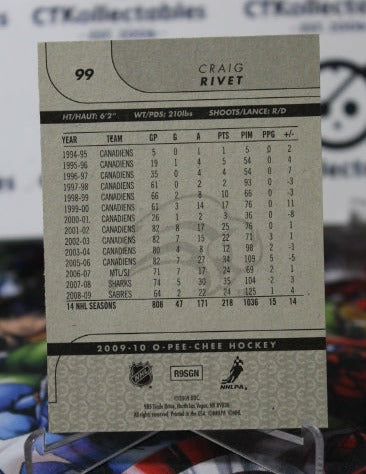 CTKollectables
99
CRAIG
RIVET
HT/HAUT: 6'2" WT/PDS: 210lbs SHOOTS/LANCE: R/D
YEAR TEAM GP G A PTS PIM PPG +/-
1994-95 CANADIENS 5 0 1 1 5 0 2
1995-96 CANADIENS 19 1 4 5 54 0 4
1996-97 CANADIENS 35 0 4 4 54 0 7
1997-98 CANADIENS 61 0 2 2 93 0 -3
1998-99 CANADIENS 66 2 8 10 66 0 -3
1999-00 CANADIENS 61 3 14 17 76 0 11
2000-01 CANADIENS 26 1 2 3 36 0 -8
2001-02 CANADIENS 82 8 17 25 76 0 1
2002-03 CANADIENS 82 7 15 22 71 3 1
2003-04 CANADIENS 80 4 8 12 98 2 -1
2005-06 CANADIENS 82 7 27 34 109 5 -5
2006-07 MTL/SJ 71 7 17 24 69 2 1
2007-08 SHARKS 74 5 30 35 104 2 3
2008-09 SABRES 64 2 22 24 125 1 4
14 NHL SEASONS 808 47 171 218 1036 15 14
2009-10 O-PEE-CHEE HOCKEY
NHL
R9SGN
NHLPA
©2009 UDC.